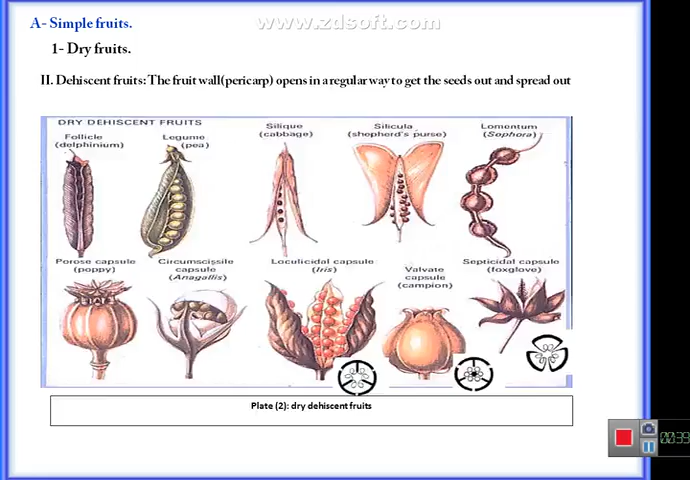 www.zdsoft.com
A- Simple fruits.
1- Dry fruits.
II. Dehiscent fruits: The fruit wall(pericarp) opens in a regular way to get the seeds out and spread out
DRY DEHISCENT FRUITS
Follicle
(delphinium)
Legume
(pea)
Silique
(cabbage)
Silicula
(shepherd's purse)
Lomentum
(Sophora)
Porose capsule
(poppy)
Circumscissile
capsule
(Anagallis)
Loculicidal capsule
(Iris)
Valvate
capsule
(campion)
Septicidal capsule
(foxglove)
Plate (2): dry dehiscent fruits